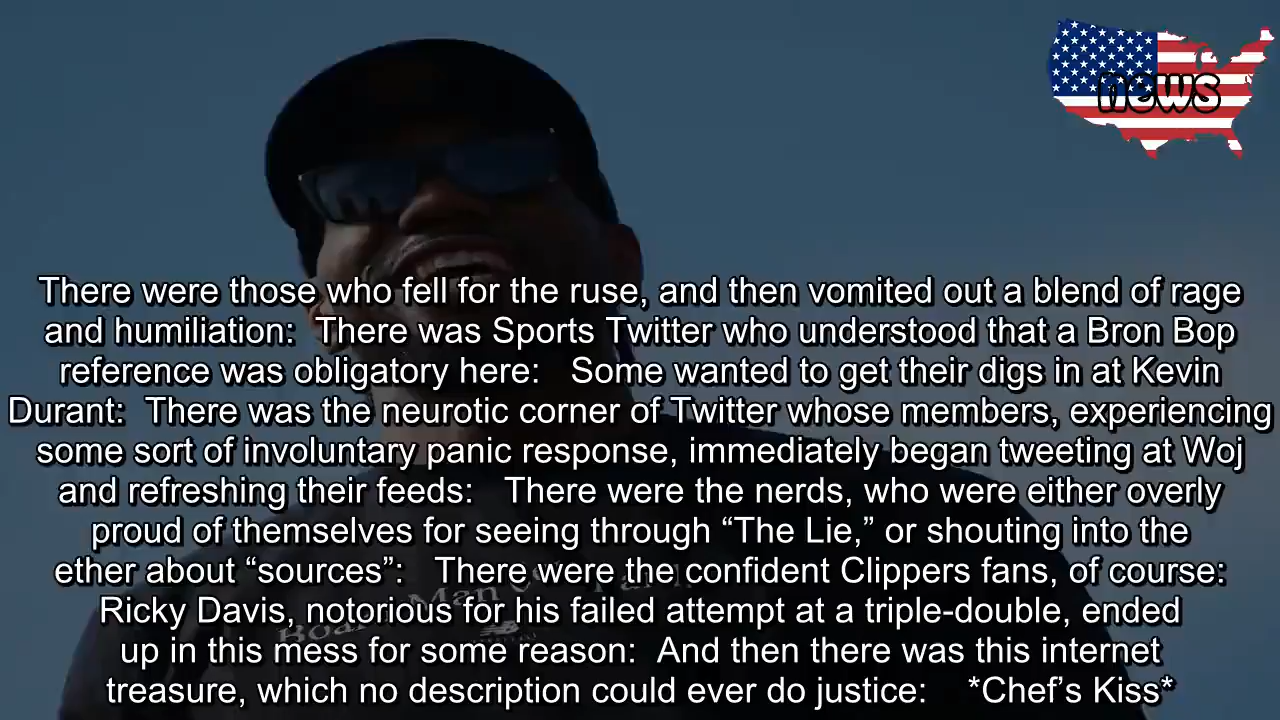 news
There were those who fell for the ruse, and then vomited out a blend of rage
and humiliation: There was Sports Twitter who understood that a Bron Bop
reference was obligatory here: Some wanted to get their digs in at Kevin
Durant: There was the neurotic corner of Twitter whose members, experiencing
some sort of involuntary panic response, immediately began tweeting at Woj
and refreshing their feeds: There were the nerds, who were either overly
proud of themselves for seeing through “The Lie,” or shouting into the
ether about “sources”: There were the confident Clippers fans, of course:
Ricky Davis, notorious for his failed attempt at a triple-double, ended
up in this mess for some reason: And then there was this internet
treasure, which no description could ever do justice: *Chef’s Kiss*